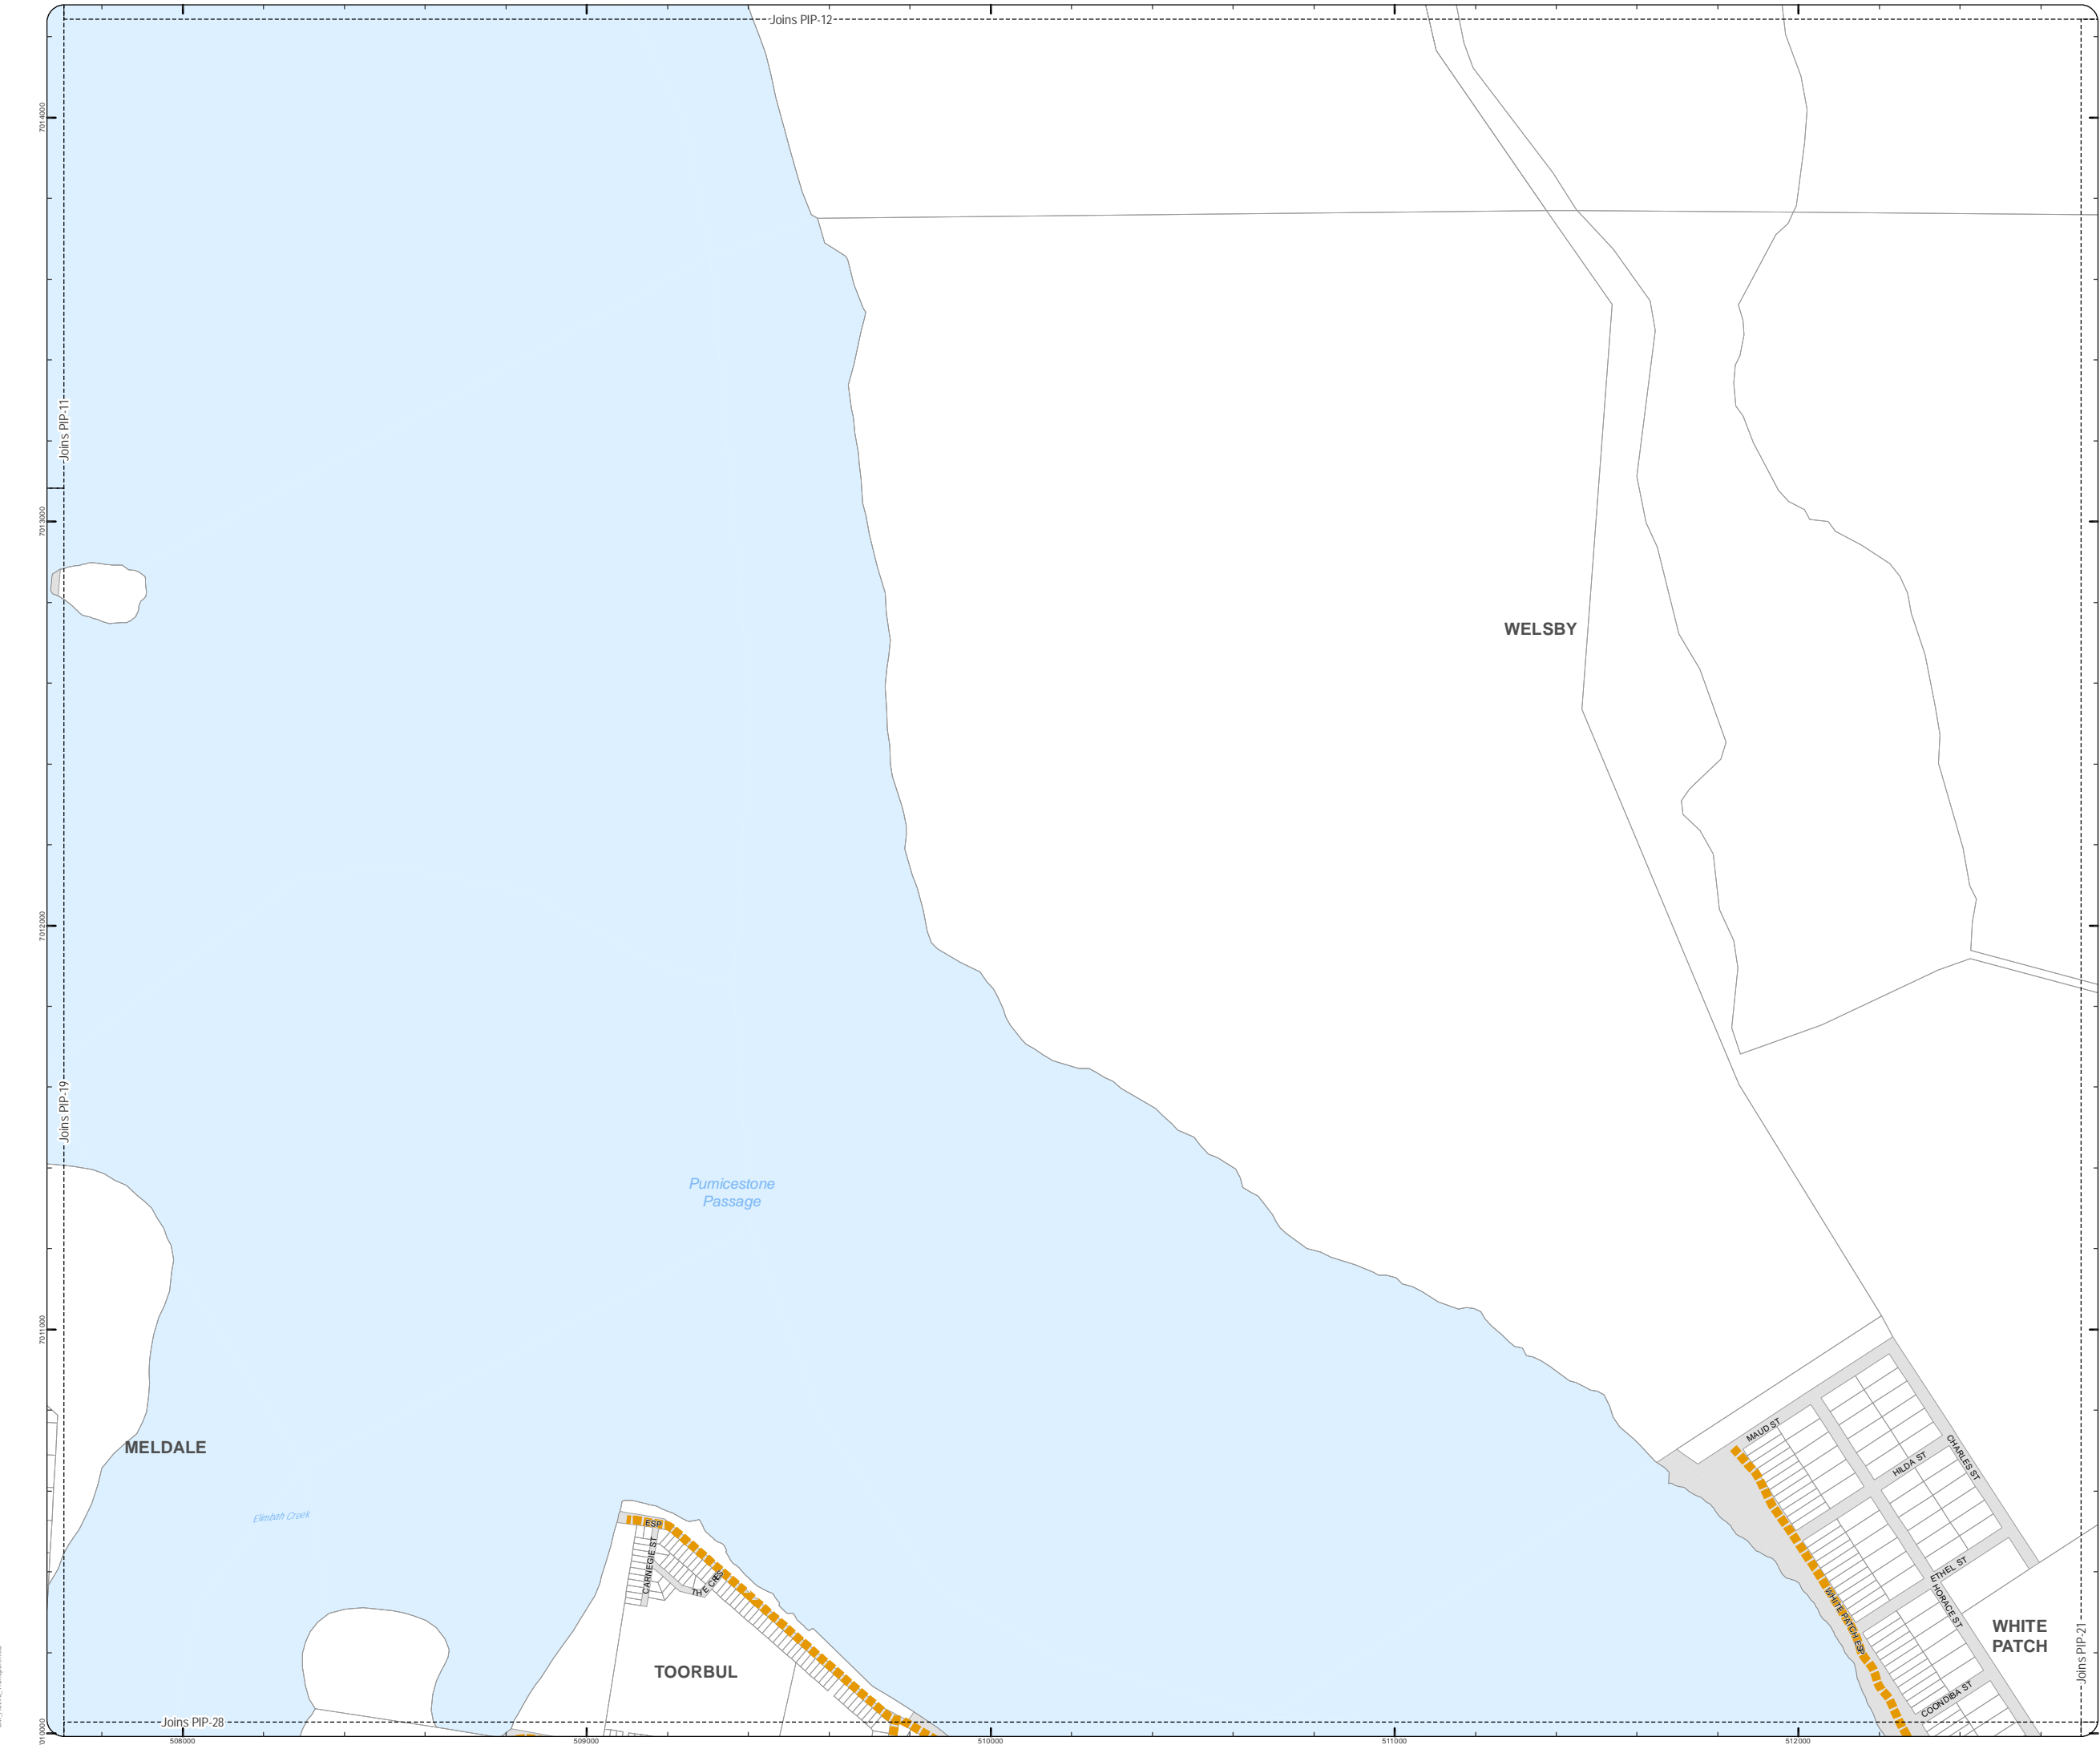 Joins PIP-12
7014000
Joins PIP-11
7013000
WELSBY
7012000
Joins PIP-19
Pumicestone
Passage
7011000
MELDALE
Elimbah Creek
MAUD ST
HILDA ST
CHARLES ST
ESP
CARNEGIE ST
THE CRES
ETHEL ST
HORACE ST
WHITE PATCH ESP
WHITE
PATCH
Joins PIP-21
TOORBUL
COONDIBA ST
Joins PIP-28
508000
509000
510000
511000
512000